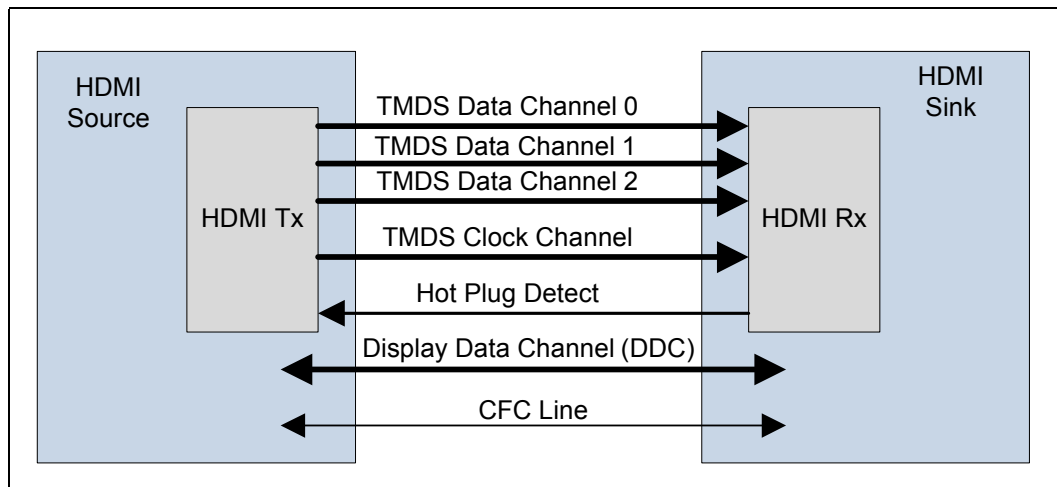 HDMI
Source
HDMI
Sink
TMDS Data Channel 0
TMDS Data Channel 1
TMDS Data Channel 2
HDMI Tx
HDMI Rx
TMDS Clock Channel
Hot Plug Detect
Display Data Channel (DDC)
CFC Line